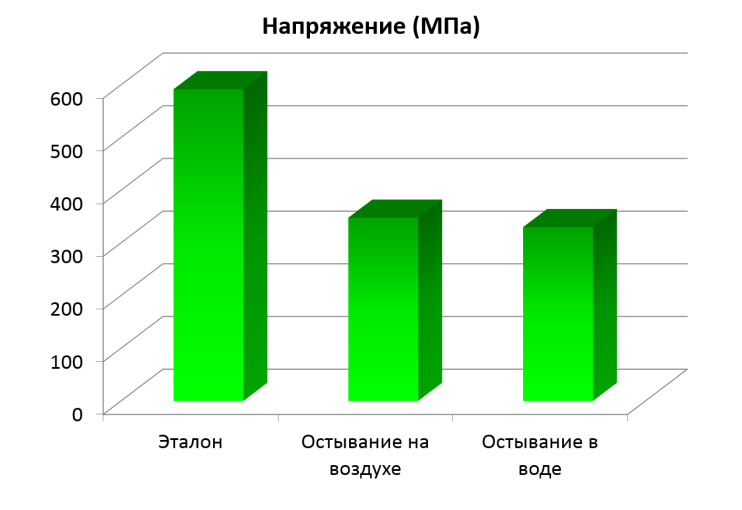 Напряжение (МПа)
600
500
400
300
200
100
0
Эталон
Остывание на
воздухе
Остывание в
воде